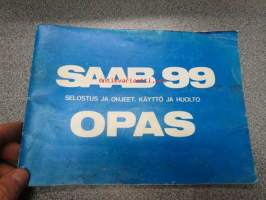 SAAB 99
SELOSTUS JA OHJEET, KÄYTTÖ JA HUOLTO
OPAS